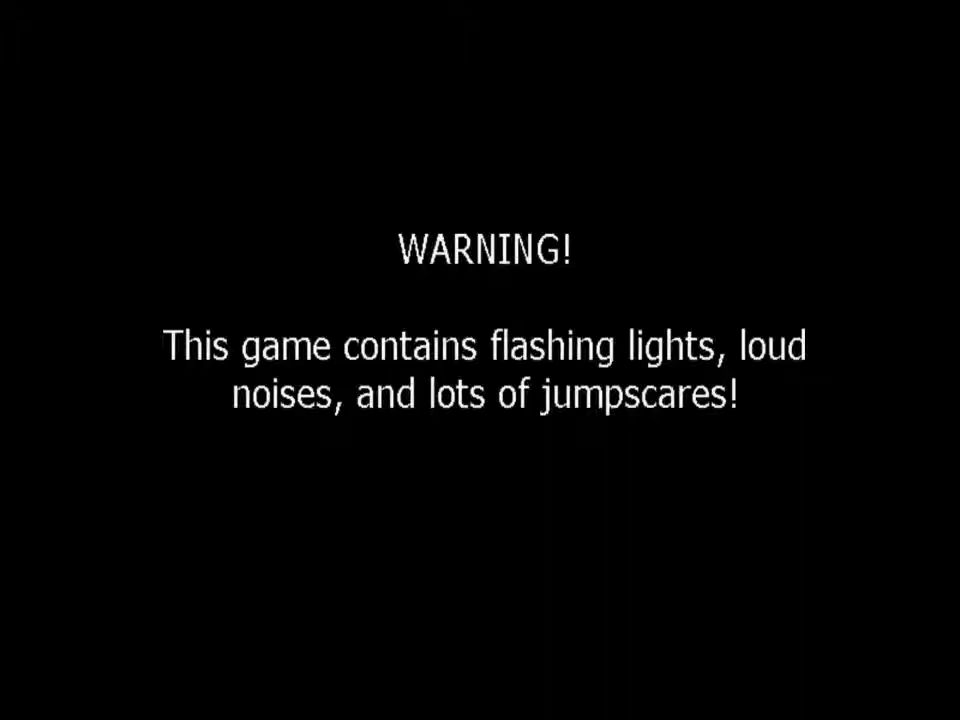 WARNING!
This game contains flashing lights, loud
noises, and lots of jumpscares!